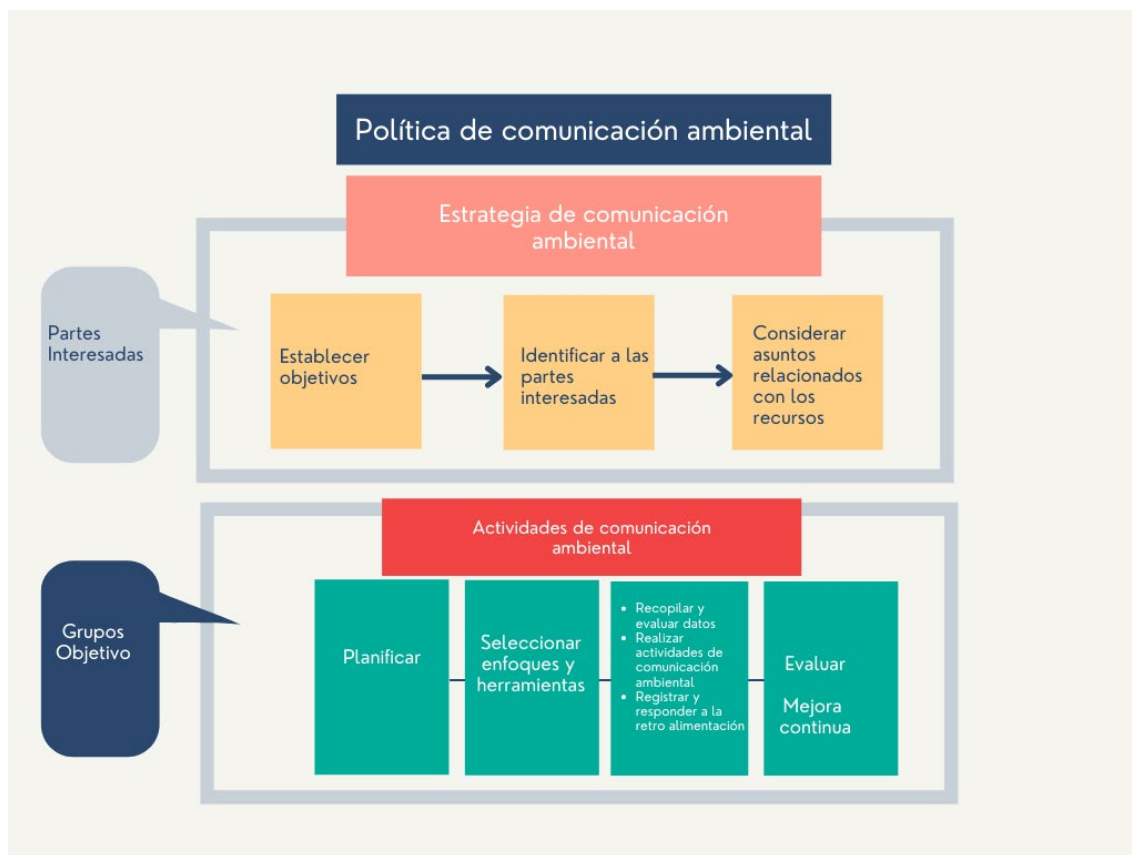 Política de comunicación ambiental
Estrategia de comunicación
ambiental
Partes
Interesadas
Establecer
objetivos
Identificar a las
partes
interesadas
Considerar
asuntos
relacionados
con los
recursos
Actividades de comunicación
ambiental
Grupos
Objetivo
Planificar
Seleccionar
enfoques y
herramientas
• Recopilar y
evaluar datos
• Realizar
actividades de
comunicación
ambiental
• Registrar y
responder a la
retro alimentación
Evaluar
Mejora
continua